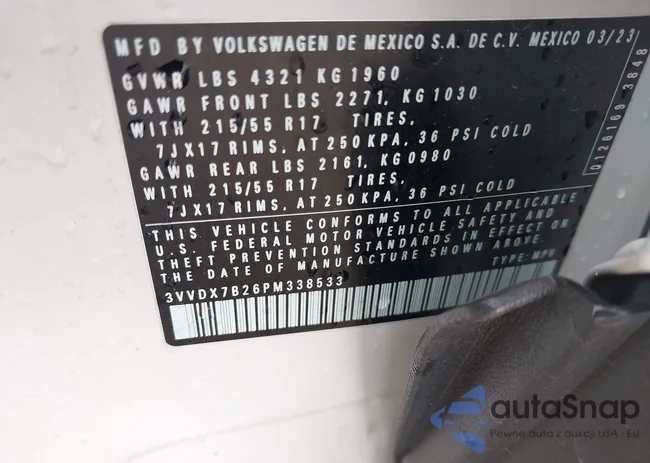 MFD BY VOLKSWAGEN DE MEXICO S.A. DE C.V. MEXICO 03/23
GVWR LBS 4321 KG 1960
GAWR FRONT LBS 2271, KG 1030
WITH 215/55 R17 TIRES,
7JX17 RIMS, AT 250 KPA, 36 PSI COLD
GAWR REAR LBS 2161, KG 0980
WITH 215/55 R17 TIRES,
7JX17 RIMS, AT 250 KPA, 36 PSI COLD
THIS VEHICLE CONFORMS TO ALL APPLICABLE
U.S. FEDERAL MOTOR VEHICLE SAFETY AND
THEFT PREVENTION STANDARDS IN EFFECT ON
THE DATE OF MANUFACTURE SHOWN ABOVE.
3VVDX7B26PM338533 TYPE: MPV
0126169 3848
autoSnap
Pewne auta z aukcji USA - EU